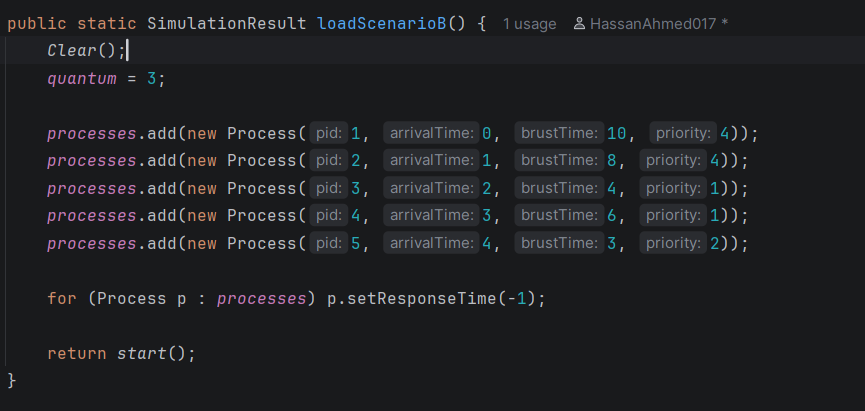 public static SimulationResult loadScenarioB() { 1 usage HassanAhmed017 *
Clear();
quantum = 3;
processes.add(new Process( pid: 1, arrivalTime: 0, brustTime: 10, priority: 4));
processes.add(new Process( pid: 2, arrivalTime: 1, brustTime: 8, priority: 4));
processes.add(new Process( pid: 3, arrivalTime: 2, brustTime: 4, priority: 1));
processes.add(new Process( pid: 4, arrivalTime: 3, brustTime: 6, priority: 1));
processes.add(new Process( pid: 5, arrivalTime: 4, brustTime: 3, priority: 2));
for (Process p : processes) p.setResponseTime(-1);
return start();
}